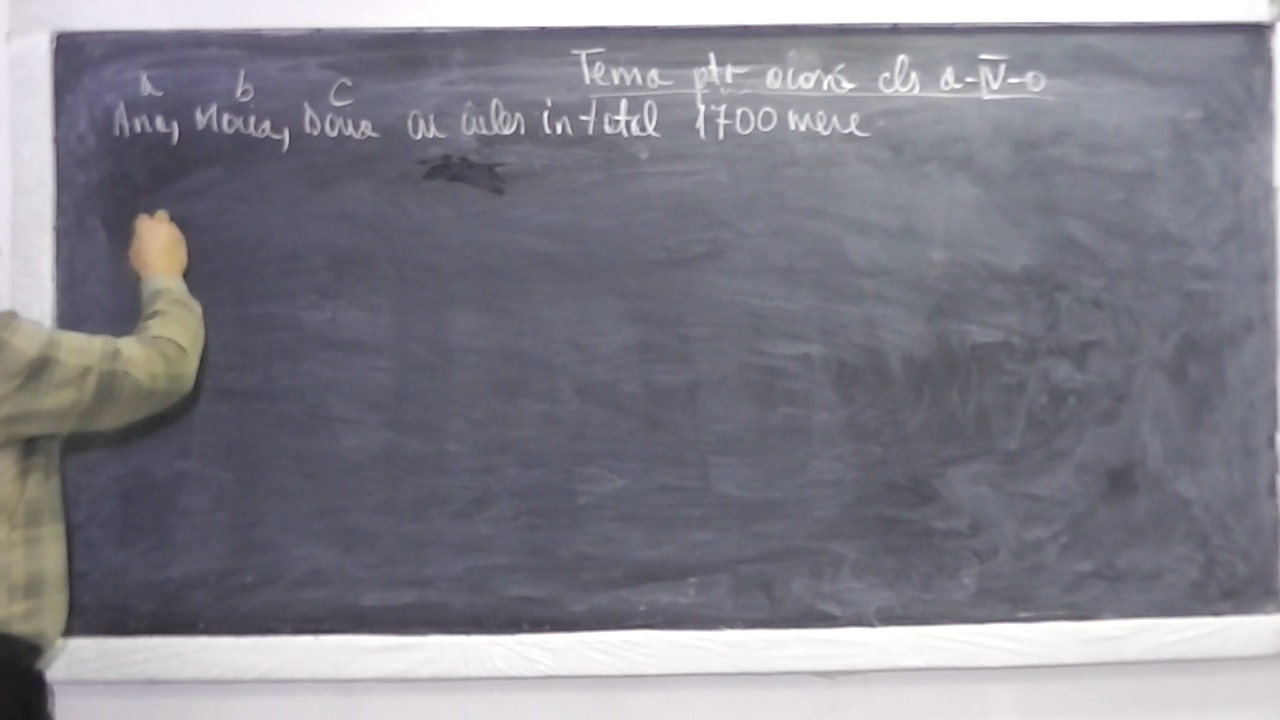 Tema ptr acasă cls a-IV-a
a b c
Ana, Maria, Dana au cules in total 1700 mere